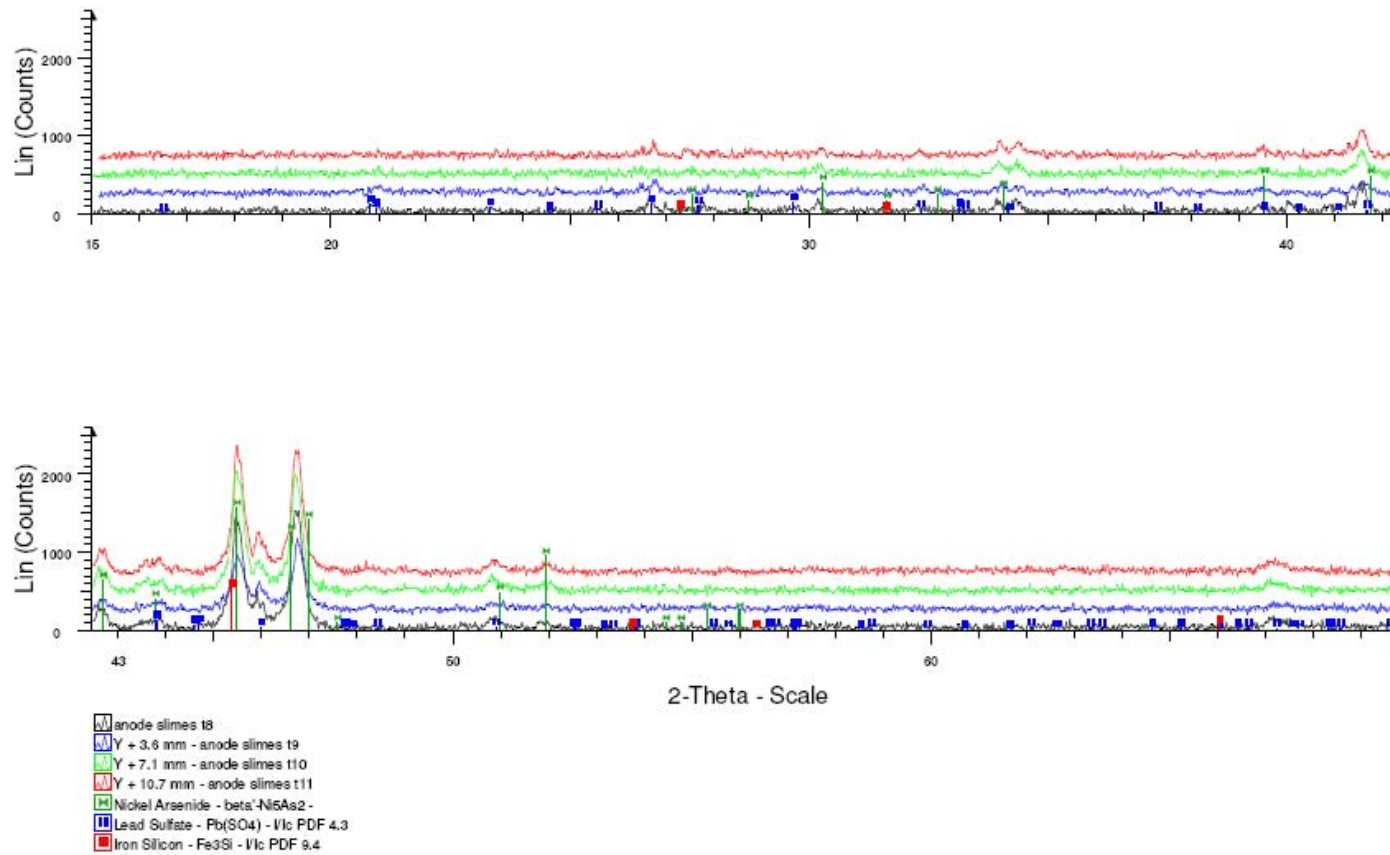 Lin (Counts)
2000
1000
0
15 20 30 40
Lin (Counts)
2000
1000
0
43 50 60
2-Theta - Scale
anode slimes t8
Y + 3.6 mm - anode slimes t9
Y + 7.1 mm - anode slimes t10
Y + 10.7 mm - anode slimes t11
Nickel Arsenide - beta'-Ni5As2 -
Lead Sulfate - Pb(SO4) - I/Ic PDF 4.3
Iron Silicon - Fe3Si - I/Ic PDF 9.4